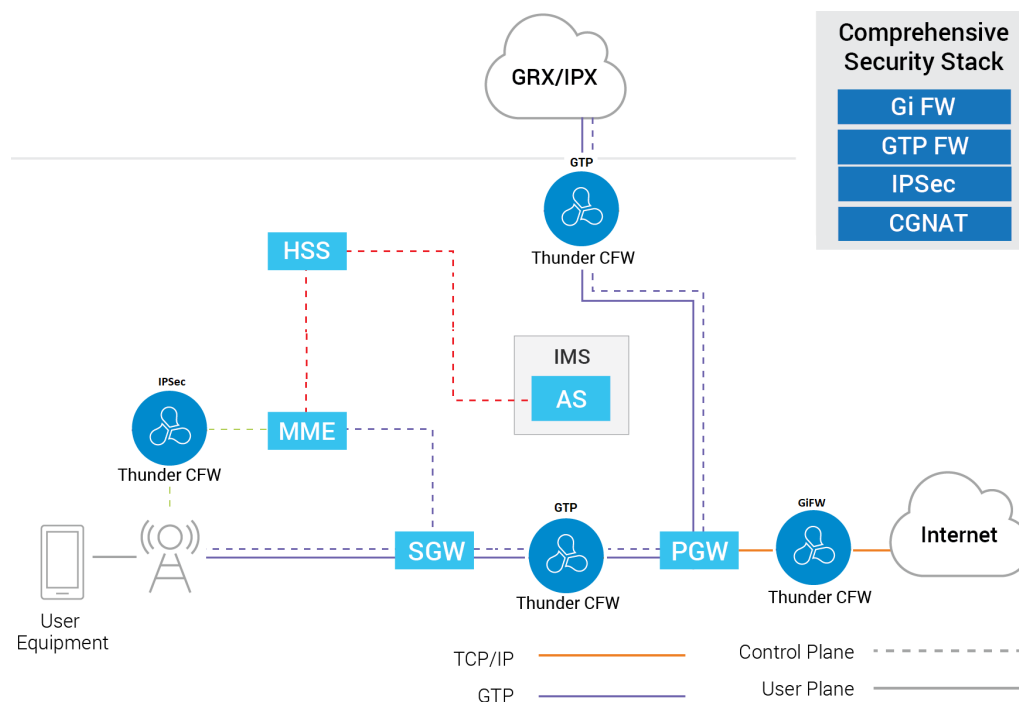 Comprehensive
Security Stack
Gi FW
GTP FW
IPSec
CGNAT
GRX/IPX
GTP
Thunder CFW
HSS
IMS
AS
IPSec
Thunder CFW
MME
User
Equipment
SGW
GTP
Thunder CFW
PGW
GiFW
Thunder CFW
Internet
TCP/IP
GTP
Control Plane
User Plane